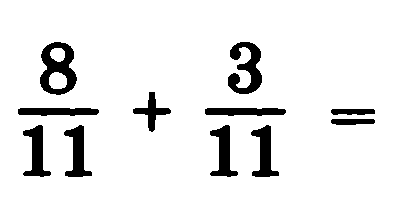 8/11 + 3/11 =